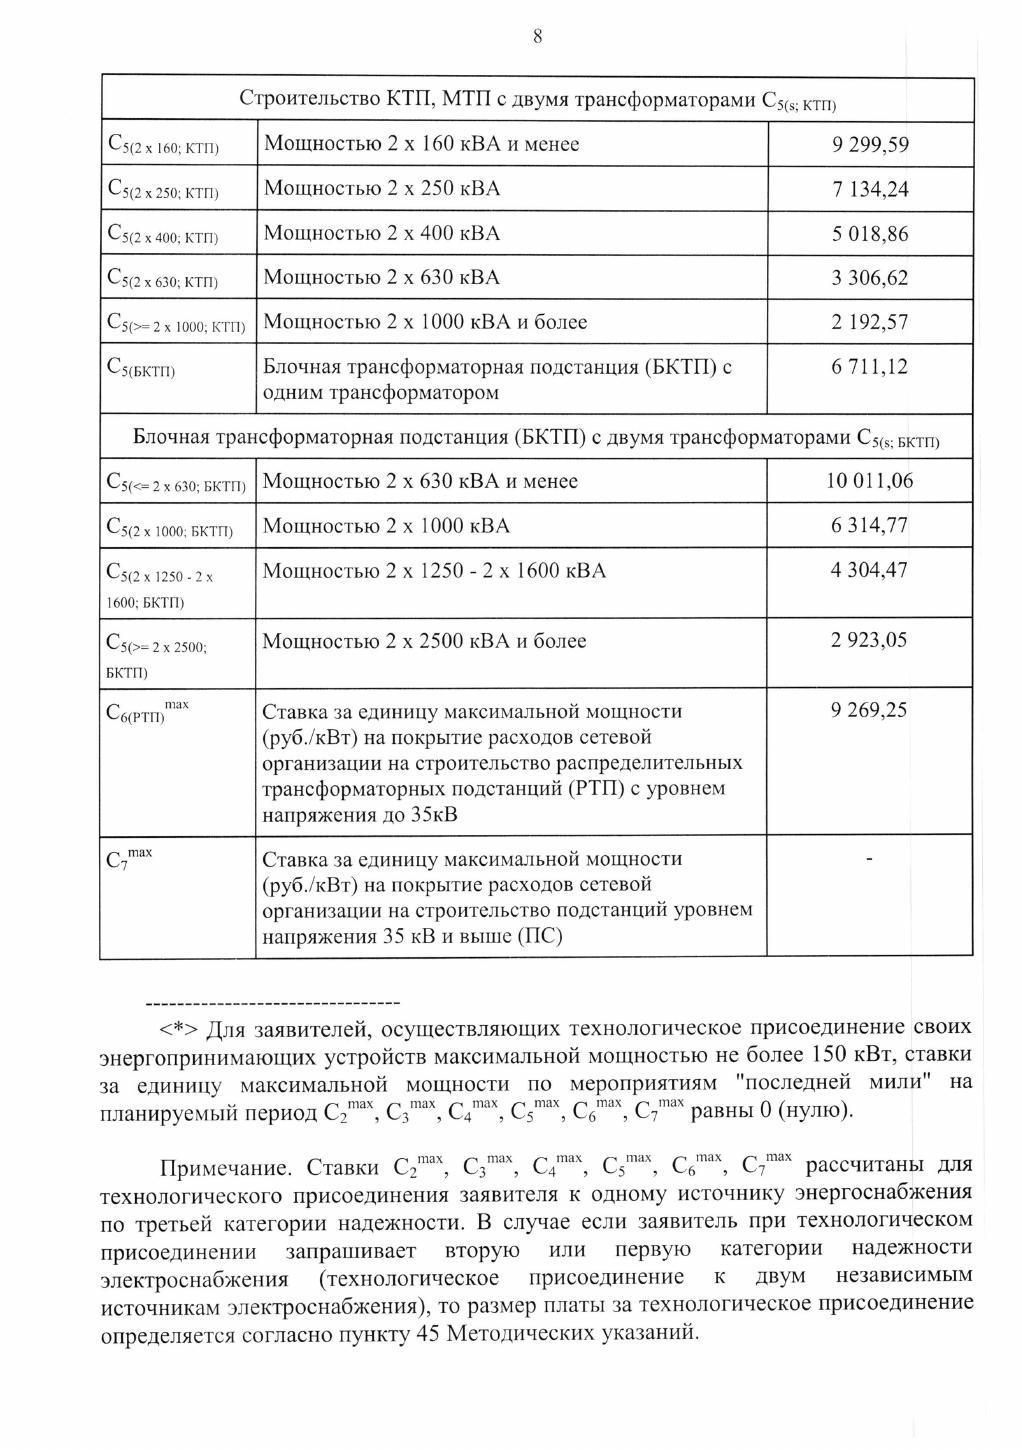 8
Строительство КТП, МТП с двумя трансформаторами C5(s; КТП)
C5(2 x 160; КТП) Мощностью 2 x 160 кВА и менее 9 299,59
C5(2 x 250; КТП) Мощностью 2 x 250 кВА 7 134,24
C5(2 x 400; КТП) Мощностью 2 x 400 кВА 5 018,86
C5(2 x 630; КТП) Мощностью 2 x 630 кВА 3 306,62
C5(>= 2 x 1000; КТП) Мощностью 2 x 1000 кВА и более 2 192,57
C5(БКТП) Блочная трансформаторная подстанция (БКТП) с 6 711,12
одним трансформатором
Блочная трансформаторная подстанция (БКТП) с двумя трансформаторами C5(s; БКТП)
C5(<= 2 x 630; БКТП) Мощностью 2 x 630 кВА и менее 10 011,06
C5(2 x 1000; БКТП) Мощностью 2 x 1000 кВА 6 314,77
C5(2 x 1250 - 2 x Мощностью 2 x 1250 - 2 x 1600 кВА 4 304,47
1600; БКТП)
C5(>= 2 x 2500; Мощностью 2 x 2500 кВА и более 2 923,05
БКТП)
C6(РТП)max Ставка за единицу максимальной мощности 9 269,25
(руб./кВт) на покрытие расходов сетевой
организации на строительство распределительных
трансформаторных подстанций (РТП) с уровнем
напряжения до 35кВ
C7max Ставка за единицу максимальной мощности -
(руб./кВт) на покрытие расходов сетевой
организации на строительство подстанций уровнем
напряжения 35 кВ и выше (ПС)
--------------------------------
<*> Для заявителей, осуществляющих технологическое присоединение своих
энергопринимающих устройств максимальной мощностью не более 150 кВт, ставки
за единицу максимальной мощности по мероприятиям "последней мили" на
планируемый период C2max, C3max, C4max, C5max, C6max, C7max равны 0 (нулю).
Примечание. Ставки C2max, C3max, C4max, C5max, C6max, C7max рассчитаны для
технологического присоединения заявителя к одному источнику энергоснабжения
по третьей категории надежности. В случае если заявитель при технологическом
присоединении запрашивает вторую или первую категории надежности
электроснабжения (технологическое присоединение к двум независимым
источникам электроснабжения), то размер платы за технологическое присоединение
определяется согласно пункту 45 Методических указаний.